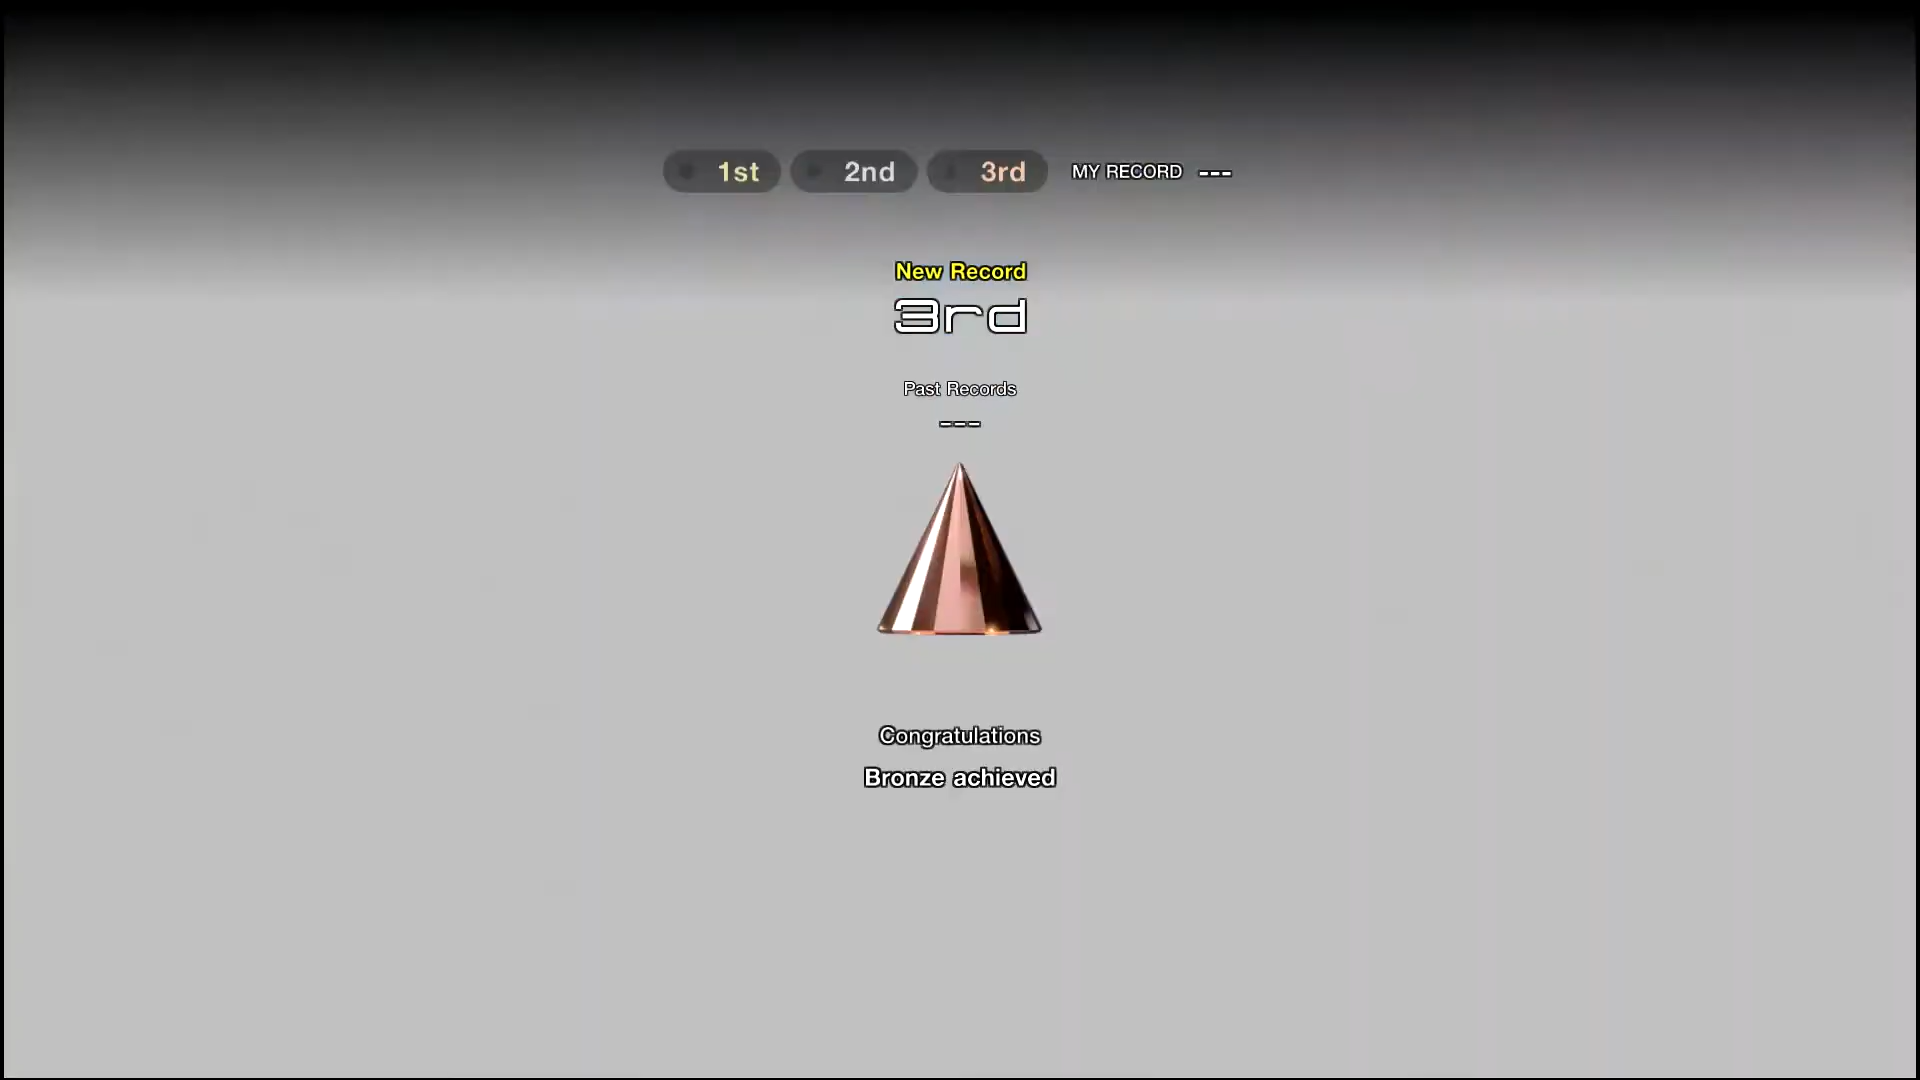 1st 2nd 3rd MY RECORD ---
New Record
3rd
Past Records
---
Congratulations
Bronze achieved